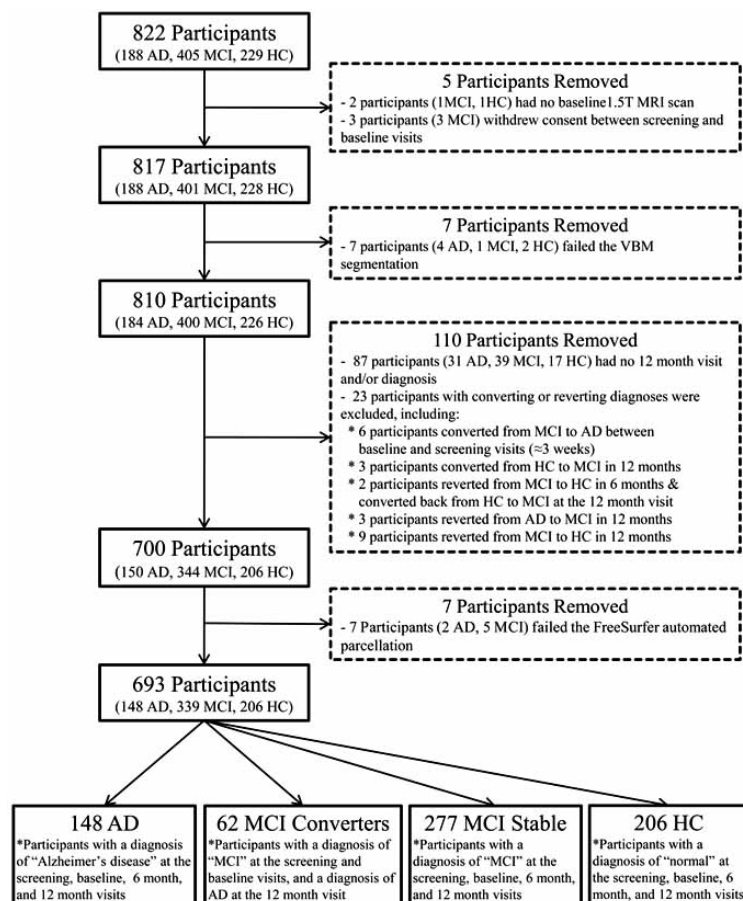 822 Participants
(188 AD, 405 MCI, 229 HC)
5 Participants Removed
- 2 participants (1MCI, 1HC) had no baseline1.5T MRI scan
- 3 participants (3 MCI) withdrew consent between screening and
baseline visits
817 Participants
(188 AD, 401 MCI, 228 HC)
7 Participants Removed
- 7 participants (4 AD, 1 MCI, 2 HC) failed the VBM
segmentation
810 Participants
(184 AD, 400 MCI, 226 HC)
110 Participants Removed
- 87 participants (31 AD, 39 MCI, 17 HC) had no 12 month visit
and/or diagnosis
- 23 participants with converting or reverting diagnoses were
excluded, including:
* 6 participants converted from MCI to AD between
baseline and screening visits (≈3 weeks)
* 3 participants converted from HC to MCI in 12 months
* 2 participants reverted from MCI to HC in 6 months &
converted back from HC to MCI at the 12 month visit
* 3 participants reverted from AD to MCI in 12 months
* 9 participants reverted from MCI to HC in 12 months
700 Participants
(150 AD, 344 MCI, 206 HC)
7 Participants Removed
- 7 Participants (2 AD, 5 MCI) failed the FreeSurfer automated
parcellation
693 Participants
(148 AD, 339 MCI, 206 HC)
148 AD
*Participants with a diagnosis
of “Alzheimer’s disease” at the
screening, baseline, 6 month,
and 12 month visits
62 MCI Converters
*Participants with a diagnosis of
“MCI” at the screening and
baseline visits, and a diagnosis of
AD at the 12 month visit
277 MCI Stable
*Participants with a
diagnosis of “MCI” at the
screening, baseline, 6 month,
and 12 month visits
206 HC
*Participants with a
diagnosis of “normal” at
the screening, baseline, 6
month, and 12 month visits